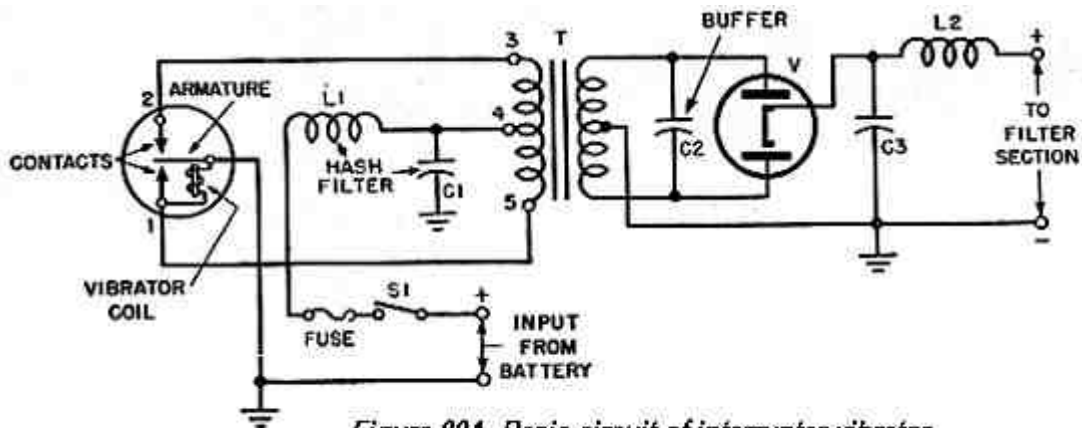 BUFFER
L2
+
3
T
V
ARMATURE
L1
2
4
TO
FILTER
SECTION
CONTACTS
HASH
FILTER
C1
C2
C3
5
1
–
VIBRATOR
COIL
S1
+
FUSE
INPUT
FROM
BATTERY